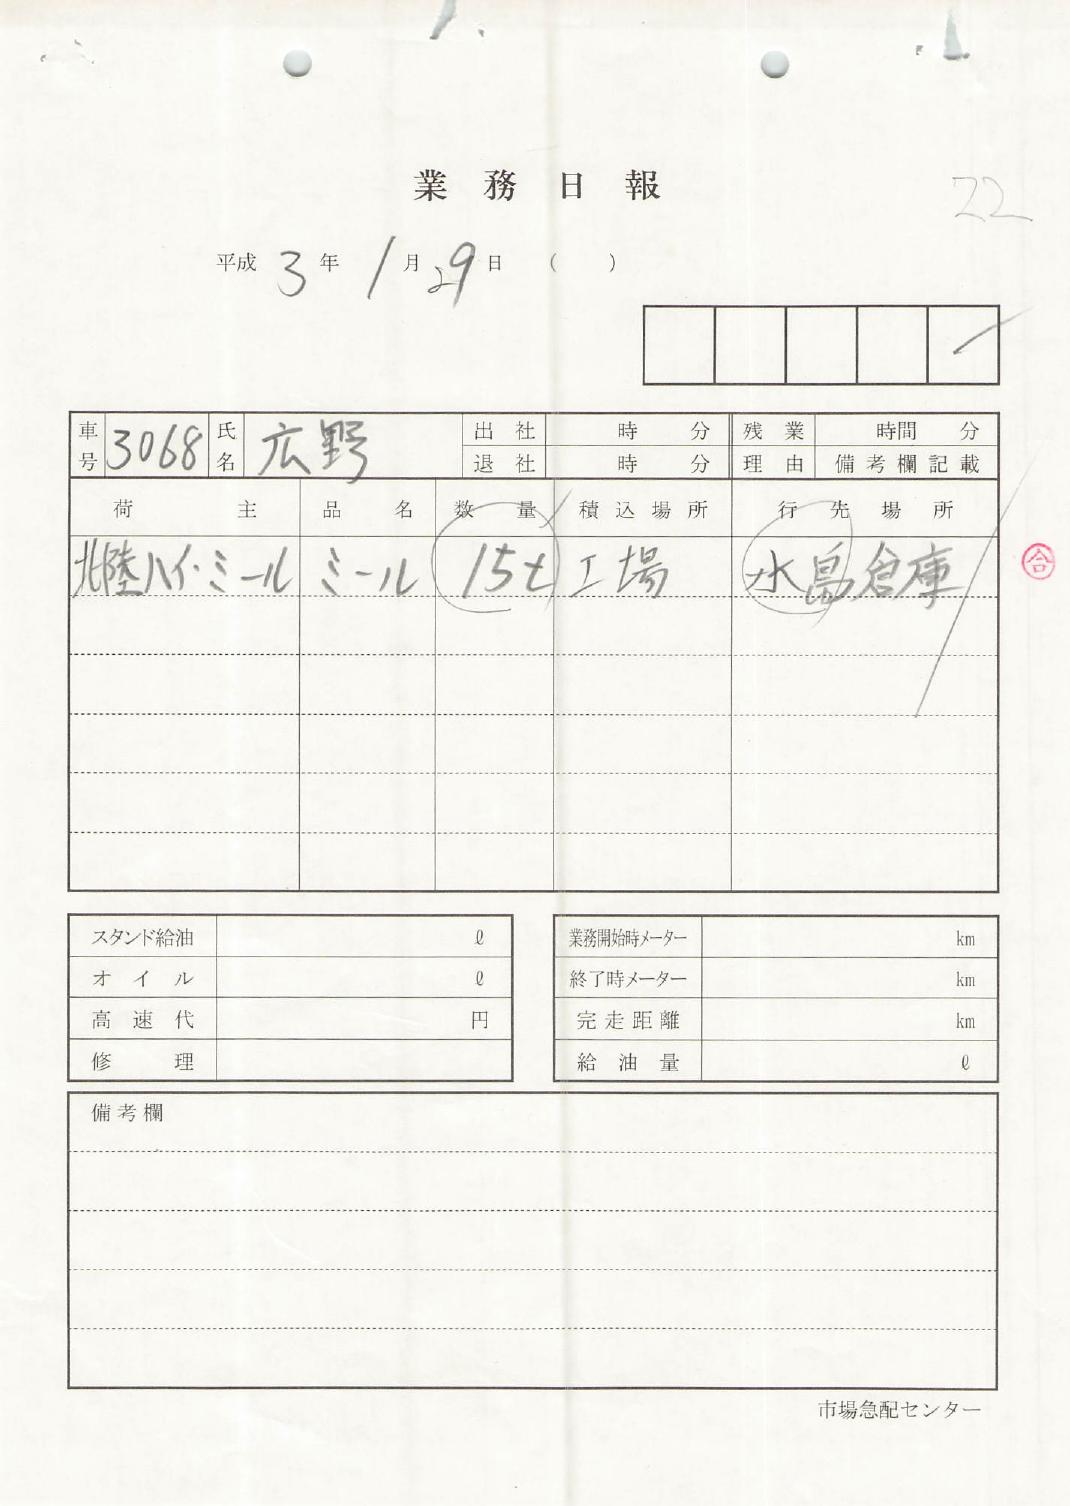 業務日報
22
平成 3 年 1 月 29 日 ( )
車号 3068 氏名 広野 出社 時 分 残業 時間 分
退社 時 分 理由 備考欄記載
荷主 品名 数量 積込場所 行先場所
北陸ハイ・ミール ミール 15t 工場 水島倉庫
合
スタンド給油 ℓ 業務開始時メーター km
オイル ℓ 終了時メーター km
高速代 円 完走距離 km
修理 給油量 ℓ
備考欄
市場急配センター